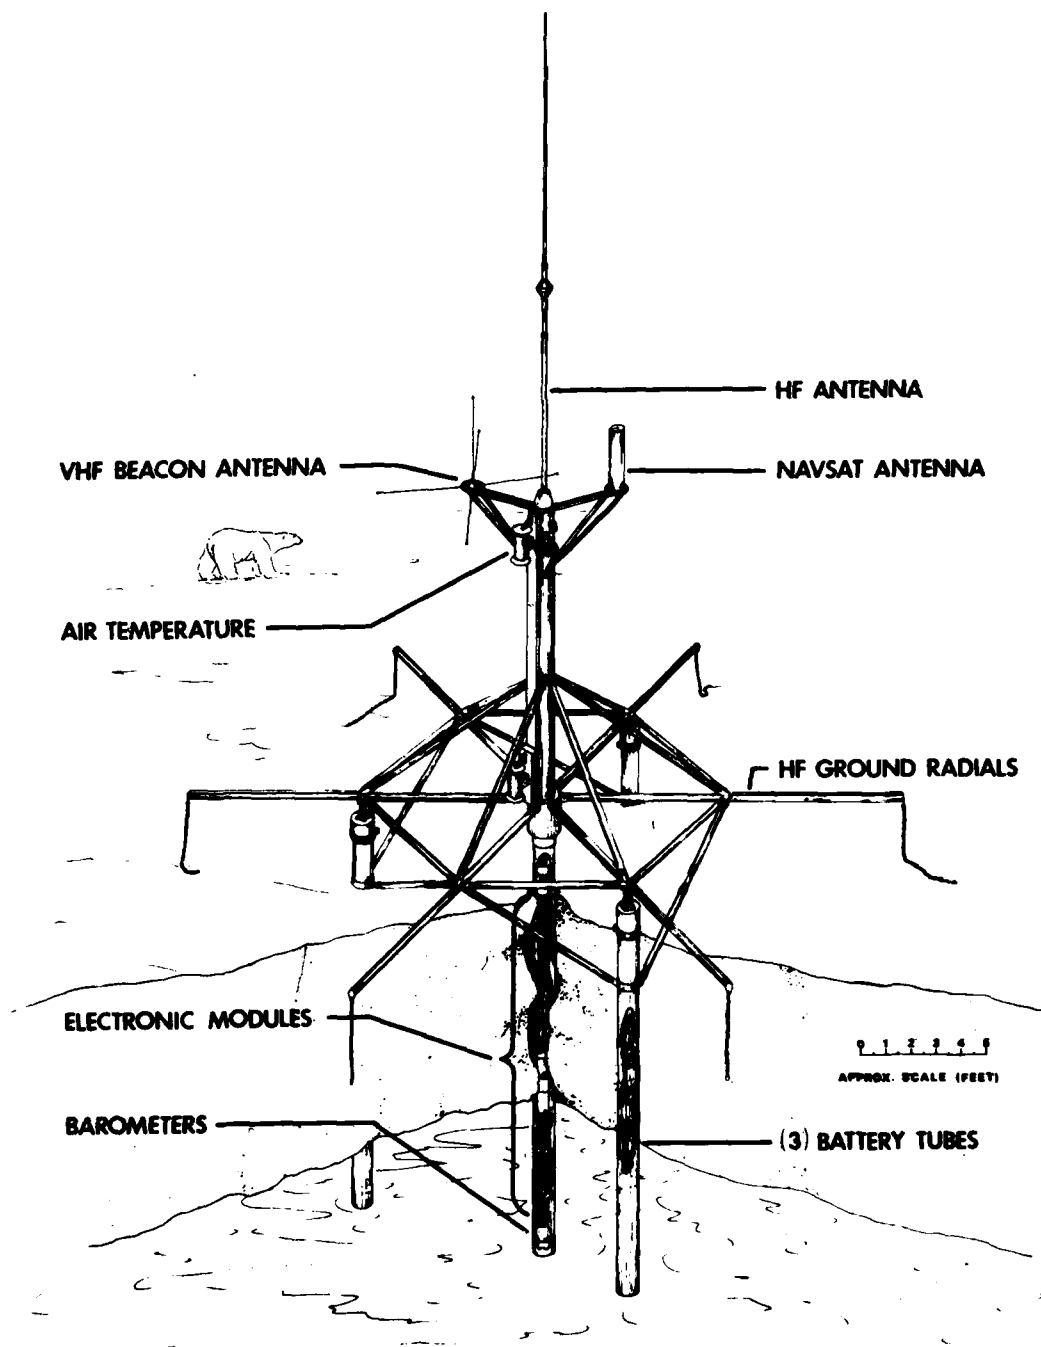 HF ANTENNA
VHF BEACON ANTENNA
NAVSAT ANTENNA
AIR TEMPERATURE
HF GROUND RADIALS
ELECTRONIC MODULES
0 1 2 3 4 5
APPROX. SCALE (FEET)
BAROMETERS
(3) BATTERY TUBES